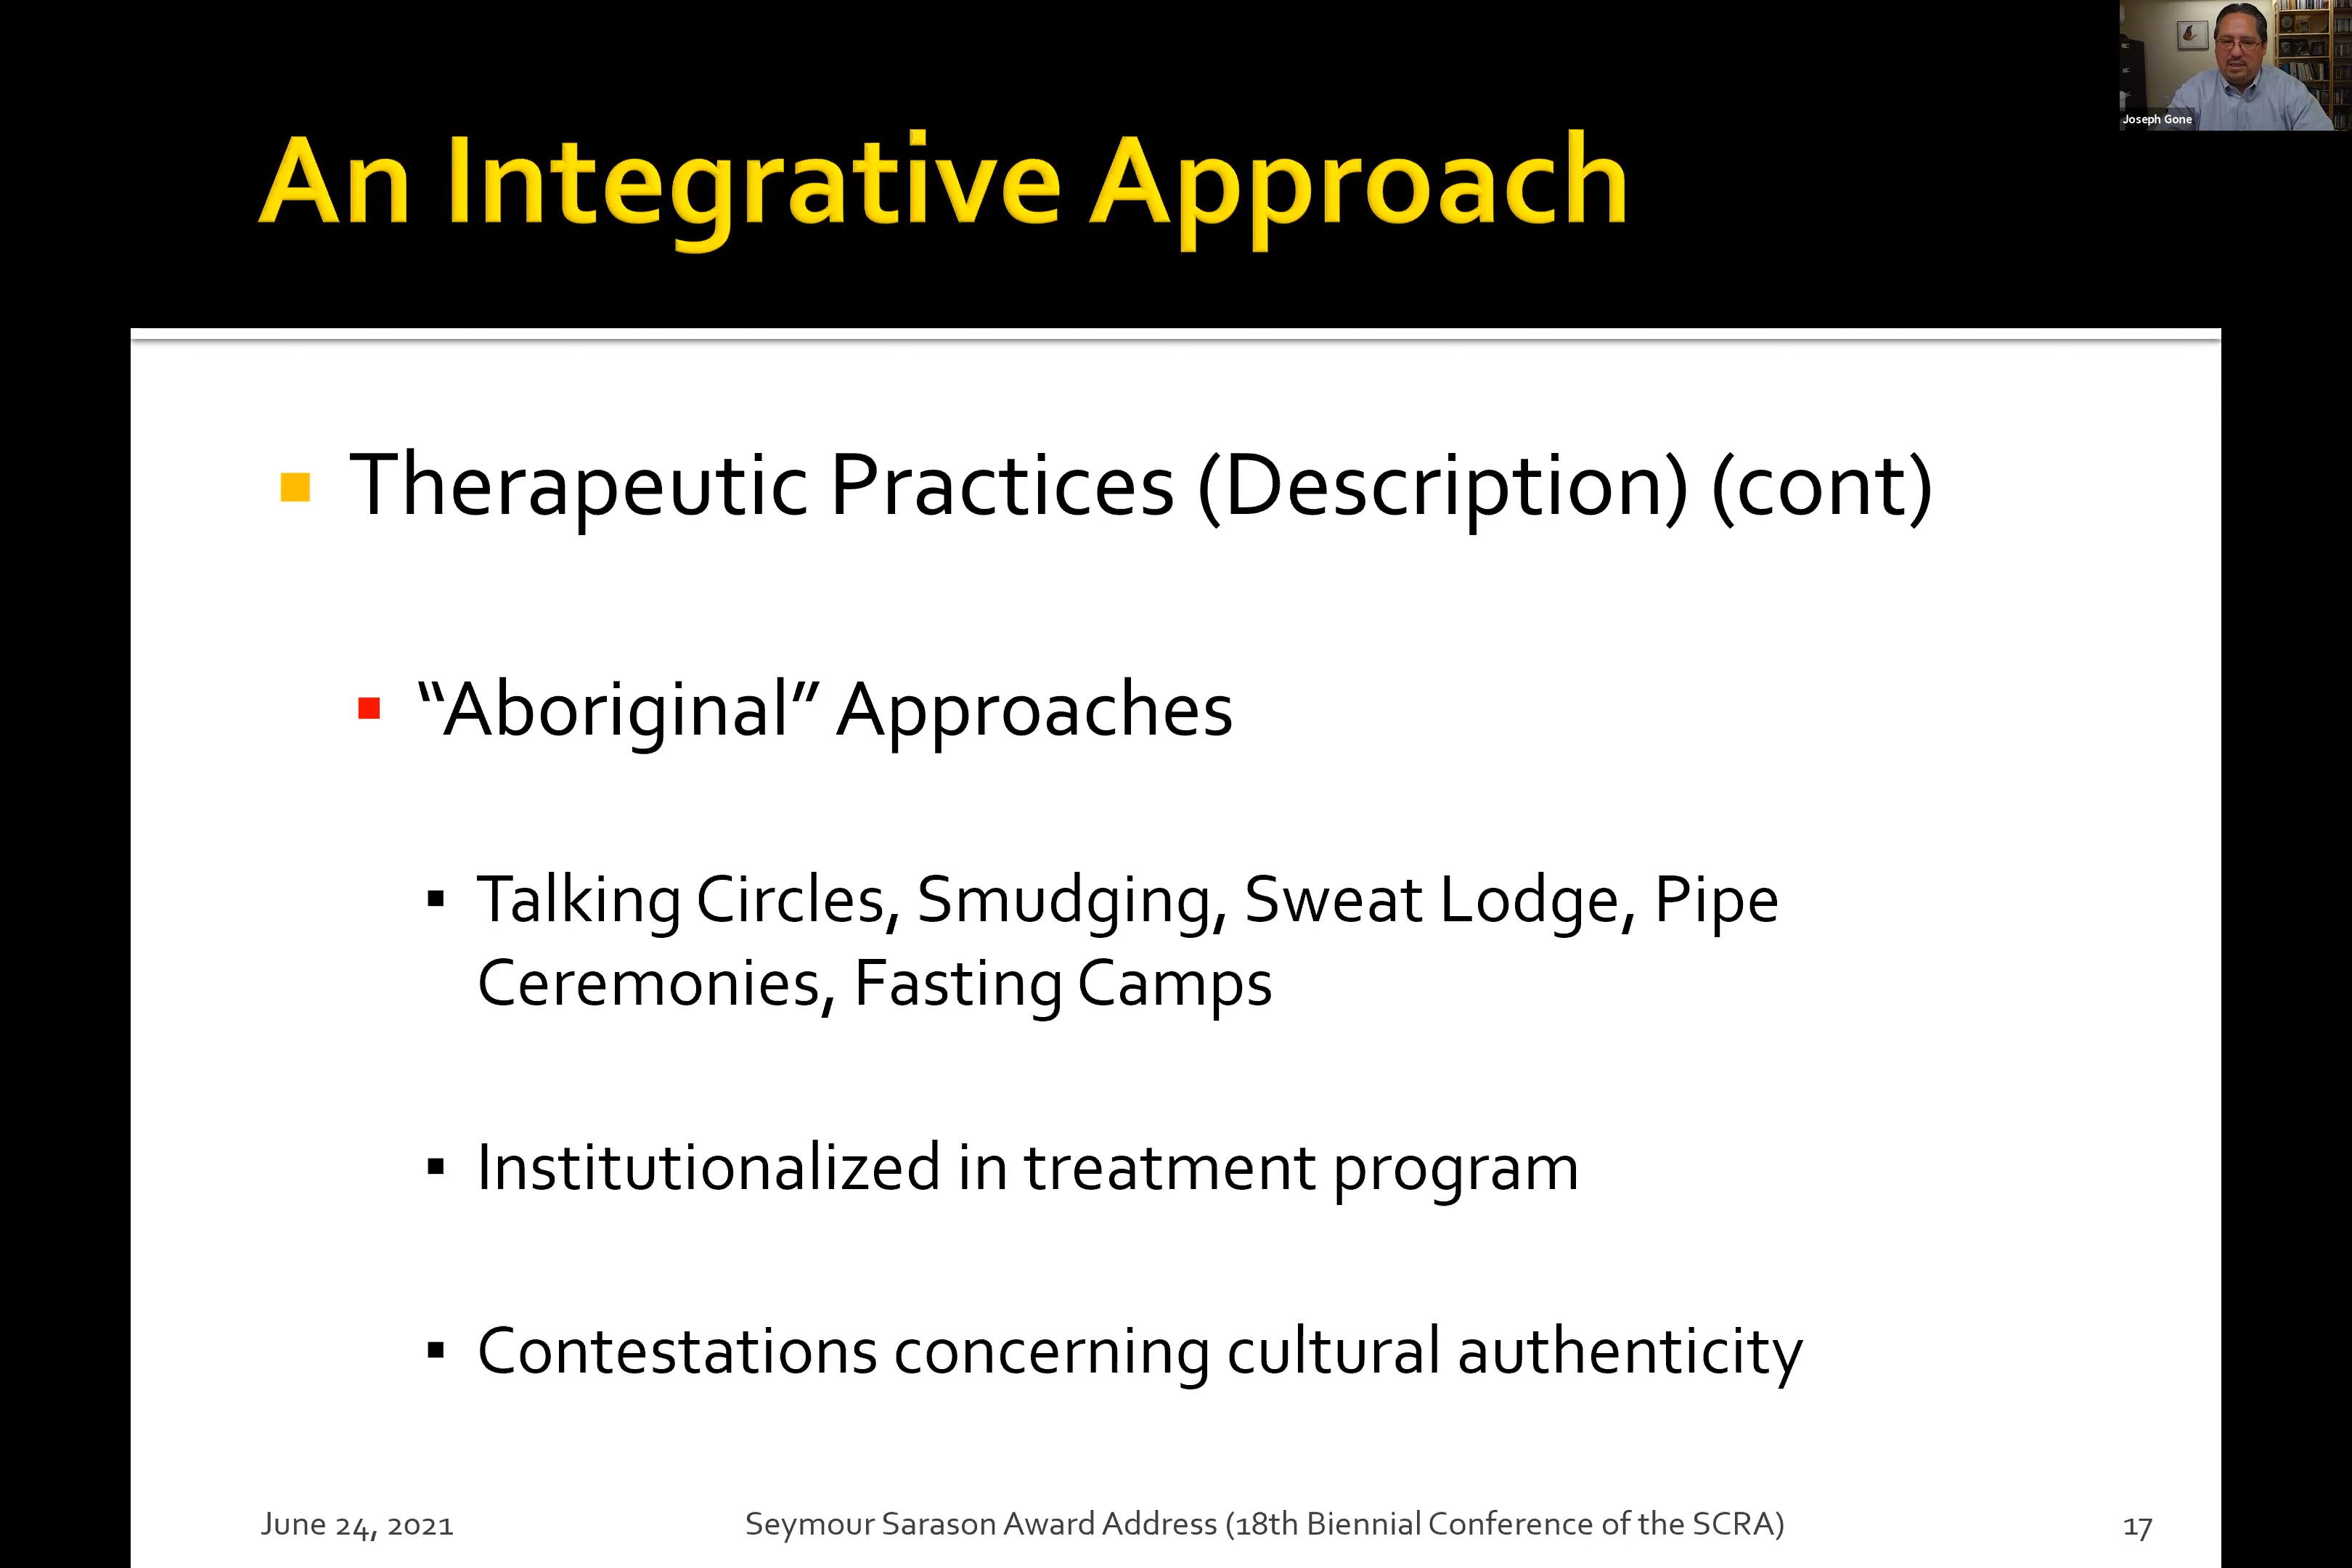 Joseph Gone
An Integrative Approach
Therapeutic Practices (Description) (cont)
“Aboriginal” Approaches
Talking Circles, Smudging, Sweat Lodge, Pipe
Ceremonies, Fasting Camps
Institutionalized in treatment program
Contestations concerning cultural authenticity
June 24, 2021
Seymour Sarason Award Address (18th Biennial Conference of the SCRA)
17